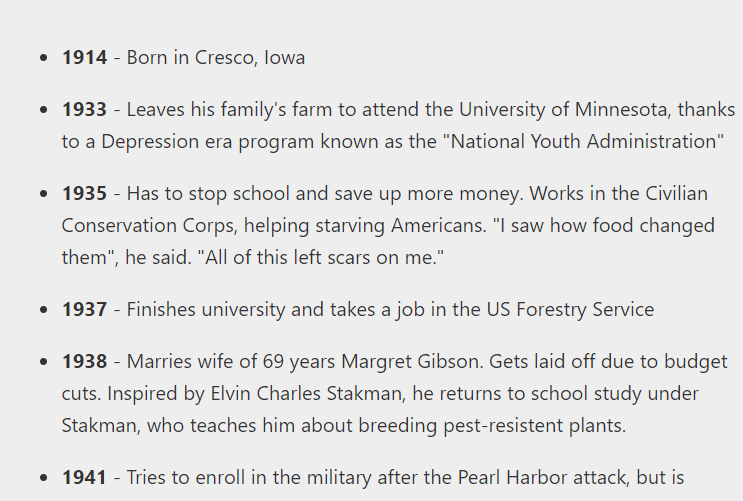 • 1914 - Born in Cresco, Iowa
• 1933 - Leaves his family's farm to attend the University of Minnesota, thanks
to a Depression era program known as the "National Youth Administration"
• 1935 - Has to stop school and save up more money. Works in the Civilian
Conservation Corps, helping starving Americans. "I saw how food changed
them", he said. "All of this left scars on me."
• 1937 - Finishes university and takes a job in the US Forestry Service
• 1938 - Marries wife of 69 years Margret Gibson. Gets laid off due to budget
cuts. Inspired by Elvin Charles Stakman, he returns to school study under
Stakman, who teaches him about breeding pest-resistent plants.
• 1941 - Tries to enroll in the military after the Pearl Harbor attack, but is